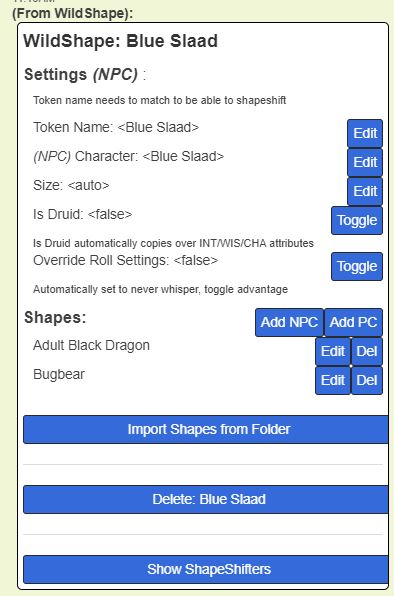 (From WildShape):
WildShape: Blue Slaad
Settings (NPC) :
Token name needs to match to be able to shapeshift
Token Name: <Blue Slaad>
Edit
(NPC) Character: <Blue Slaad>
Edit
Size: <auto>
Edit
Is Druid: <false>
Toggle
Is Druid automatically copies over INT/WIS/CHA attributes
Override Roll Settings: <false>
Toggle
Automatically set to never whisper, toggle advantage
Shapes:
Add NPC Add PC
Adult Black Dragon
Edit Del
Bugbear
Edit Del
Import Shapes from Folder
Delete: Blue Slaad
Show ShapeShifters